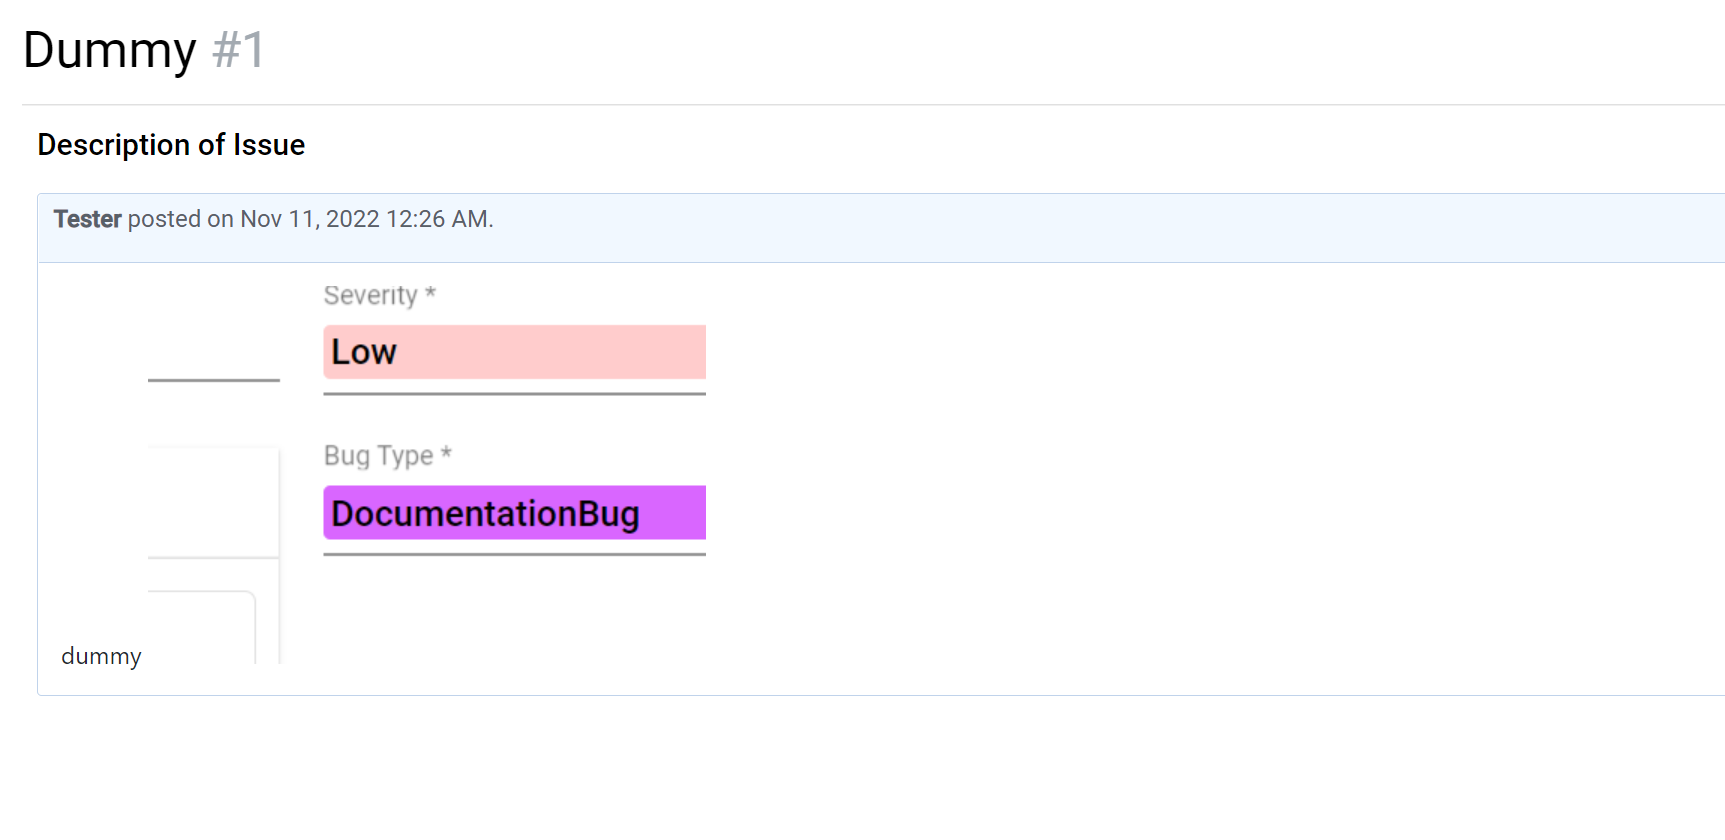 Dummy #1
Description of Issue
Tester posted on Nov 11, 2022 12:26 AM.
Severity *
Low
Bug Type *
DocumentationBug
dummy